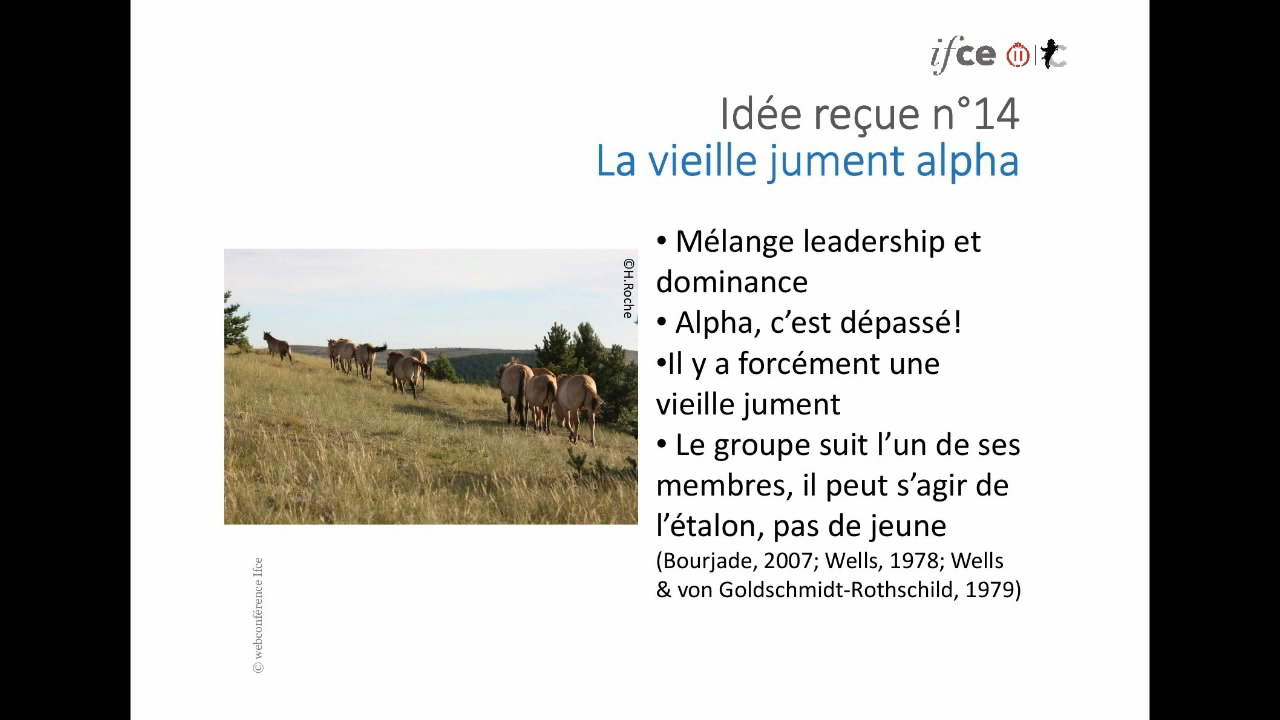 ifce
Idée reçue n°14
La vieille jument alpha
©H.Roche
• Mélange leadership et
dominance
• Alpha, c’est dépassé!
•Il y a forcément une
vieille jument
• Le groupe suit l’un de ses
membres, il peut s’agir de
l’étalon, pas de jeune
(Bourjade, 2007; Wells, 1978; Wells
& von Goldschmidt-Rothschild, 1979)
© webconférence Ifce